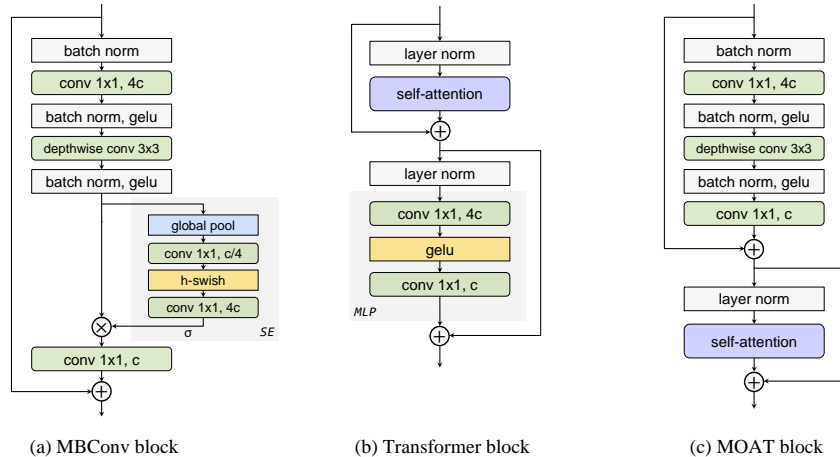 batch norm
conv 1x1, 4c
batch norm, gelu
depthwise conv 3x3
batch norm, gelu
global pool
conv 1x1, c/4
h-swish
conv 1x1, 4c
σ
SE
conv 1x1, c
(a) MBConv block
layer norm
self-attention
layer norm
conv 1x1, 4c
gelu
conv 1x1, c
MLP
(b) Transformer block
batch norm
conv 1x1, 4c
batch norm, gelu
depthwise conv 3x3
batch norm, gelu
conv 1x1, c
layer norm
self-attention
(c) MOAT block